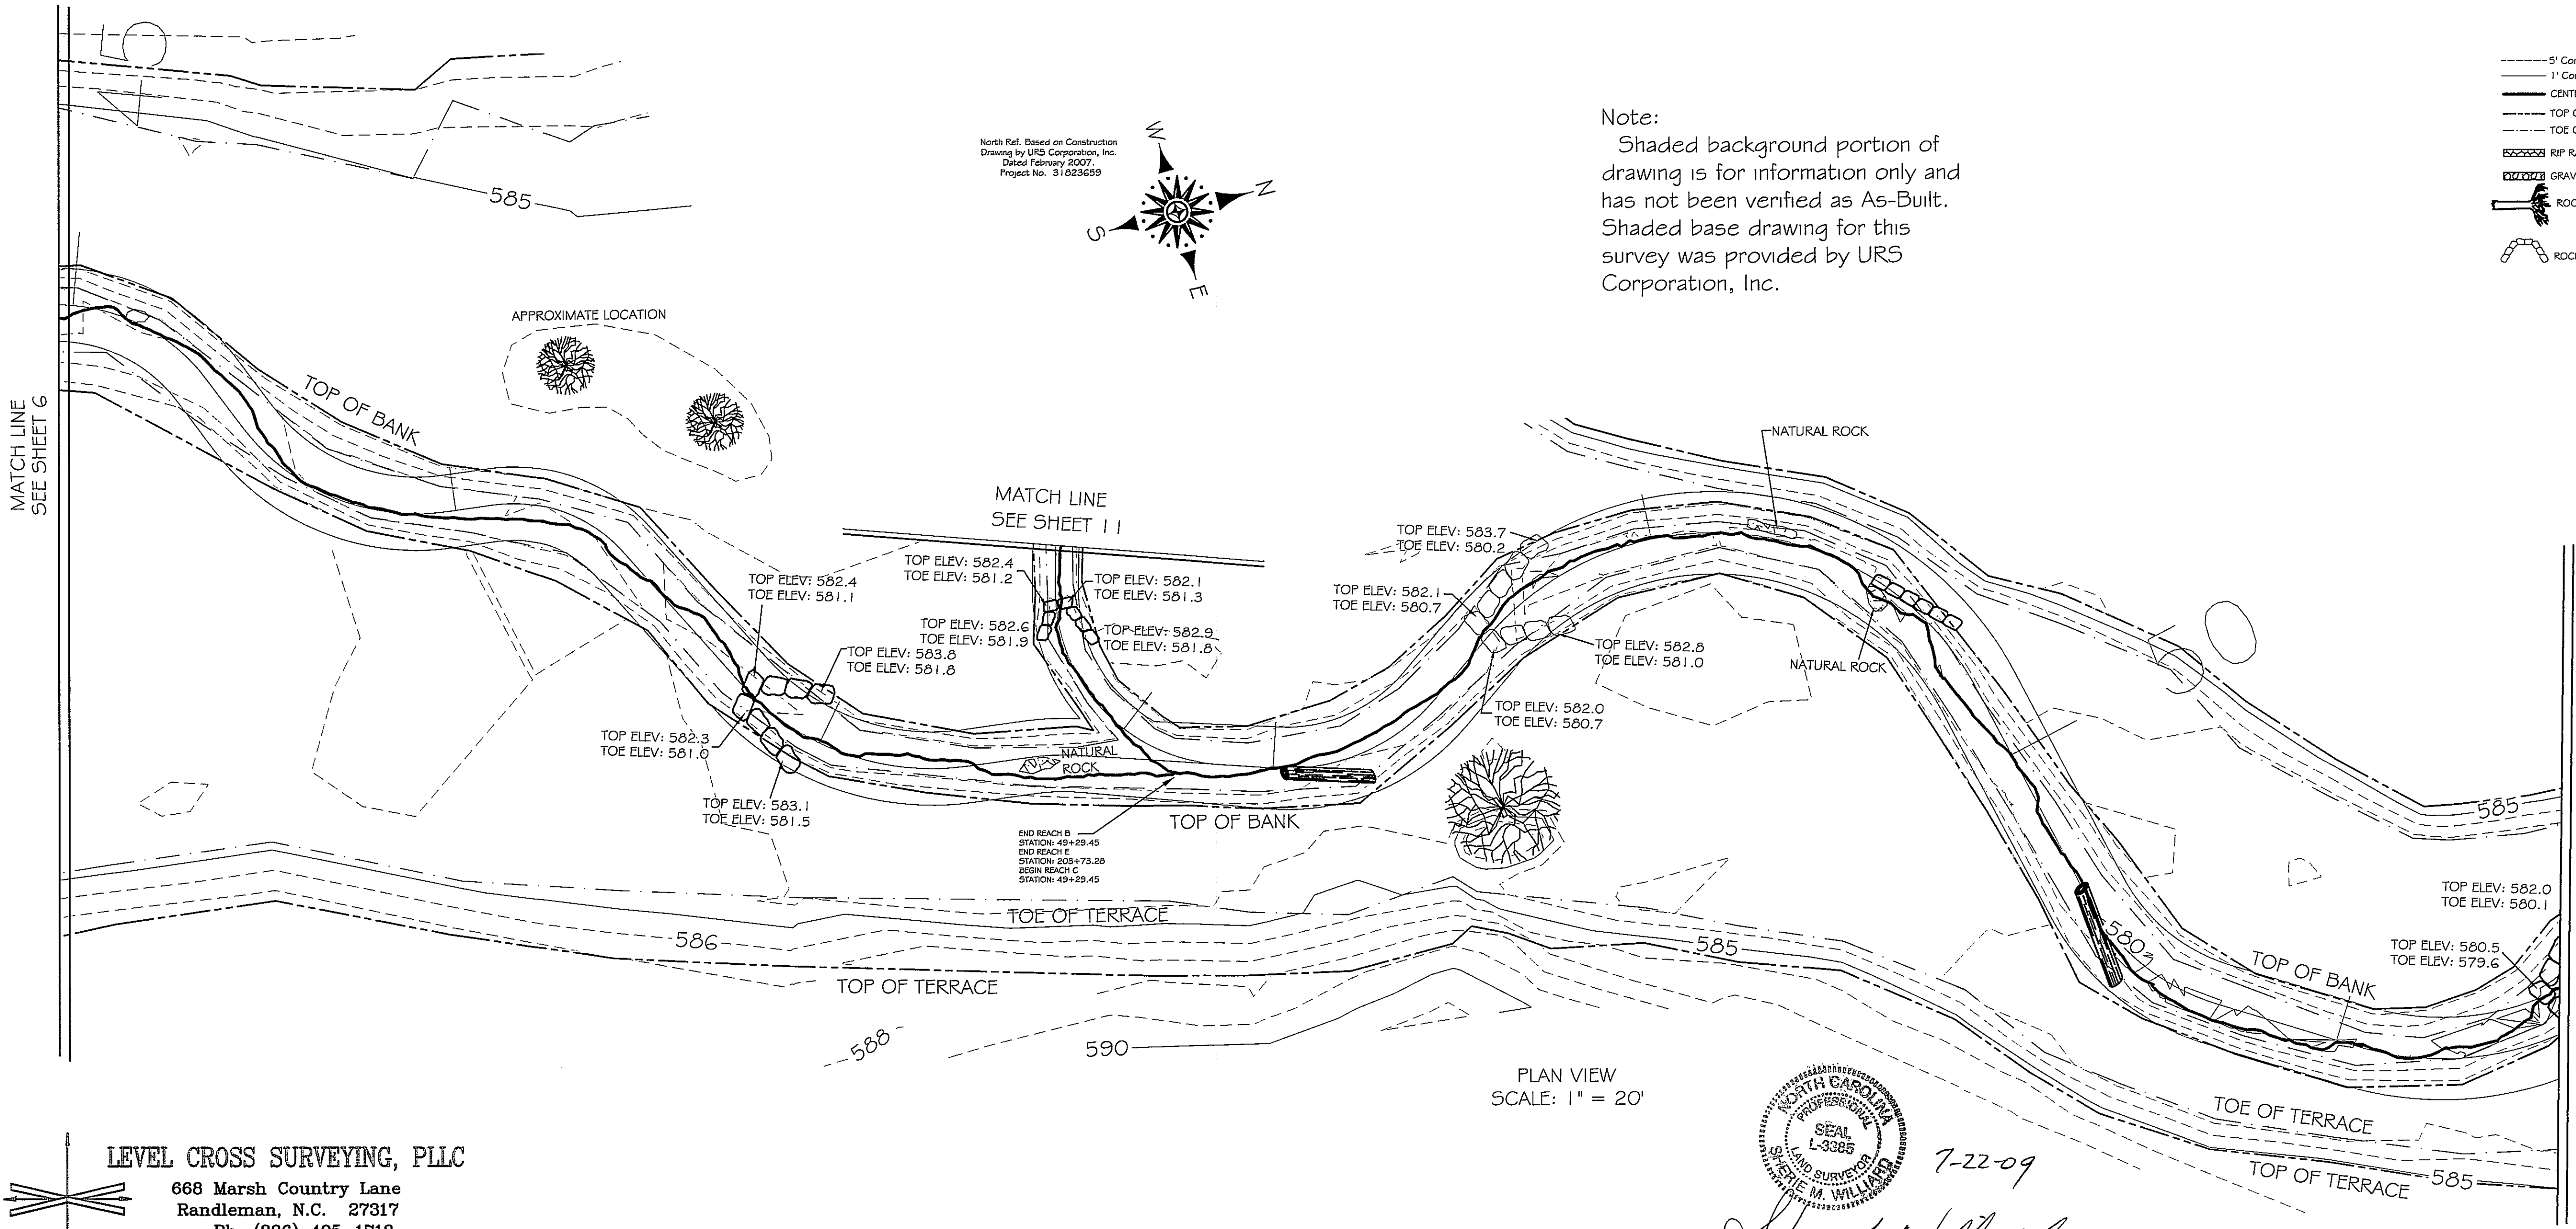 585
North Ref. Based on Construction
Drawing by URS Corporation, Inc.
Dated February 2007.
Project No. 31823659
W
N
S
E
Note:
Shaded background portion of
drawing is for information only and
has not been verified as As-Built.
Shaded base drawing for this
survey was provided by URS
Corporation, Inc.
5' Co
1' Co
CENT
TOP
TOE
RIP R
GRAV
ROO
ROC
MATCH LINE
SEE SHEET 6
APPROXIMATE LOCATION
TOP OF BANK
MATCH LINE
SEE SHEET 11
NATURAL ROCK
TOP ELEV: 583.7
TOE ELEV: 580.2
TOP ELEV: 582.4
TOE ELEV: 581.2
TOP ELEV: 582.1
TOE ELEV: 581.3
TOP ELEV: 582.4
TOE ELEV: 581.1
TOP ELEV: 582.1
TOE ELEV: 580.7
TOP ELEV: 582.6
TOE ELEV: 581.9
TOP ELEV: 582.9
TOE ELEV: 581.8
TOP ELEV: 583.8
TOE ELEV: 581.8
TOP ELEV: 582.8
TOE ELEV: 581.0
NATURAL ROCK
TOP ELEV: 582.0
TOE ELEV: 580.7
TOP ELEV: 582.3
TOE ELEV: 581.0
NATURAL
ROCK
TOP ELEV: 583.1
TOE ELEV: 581.5
END REACH B
STATION: 49+29.45
END REACH E
STATION: 203+73.28
BEGIN REACH C
STATION: 49+29.45
TOP OF BANK
585
TOP ELEV: 582.0
TOE ELEV: 580.1
TOE OF TERRACE
586
585
580
TOP ELEV: 580.5
TOE ELEV: 579.6
TOP OF BANK
TOP OF TERRACE
588
590
PLAN VIEW
SCALE: 1" = 20'
NORTH CAROLINA
PROFESSIONAL
SEAL
L-3385
LAND SURVEYOR
SHERIE M. WILLIARD
7-22-09
TOE OF TERRACE
TOP OF TERRACE
585
LEVEL CROSS SURVEYING, PLLC
668 Marsh Country Lane
Randleman, N.C. 27317